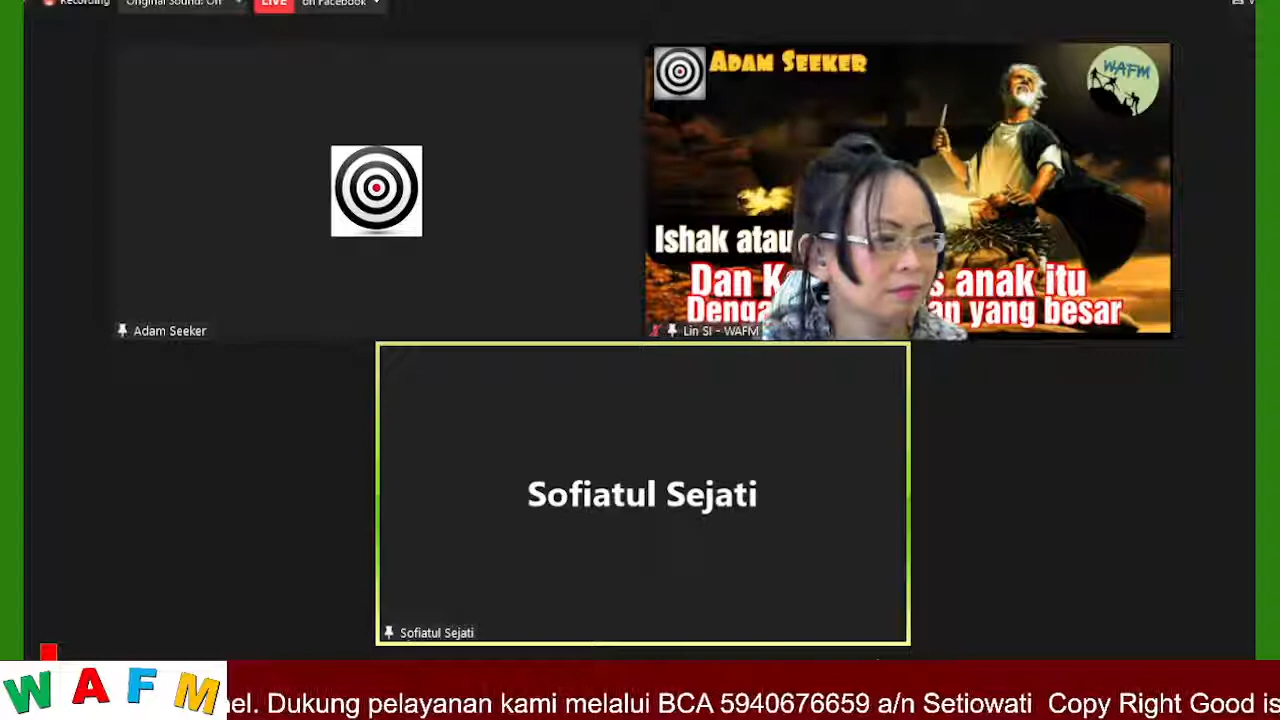 Recording
Original Sound: Off
LIVE
on Facebook
ADAM SEEKER
WAFM
Ishak atau
Dan K s anak itu
Denga an yang besar
Adam Seeker
Lin SI - WAFM
Sofiatul Sejati
Sofiatul Sejati
WAFM
el. Dukung pelayanan kami melalui BCA 5940676659 a/n Setiowati Copy Right Good is